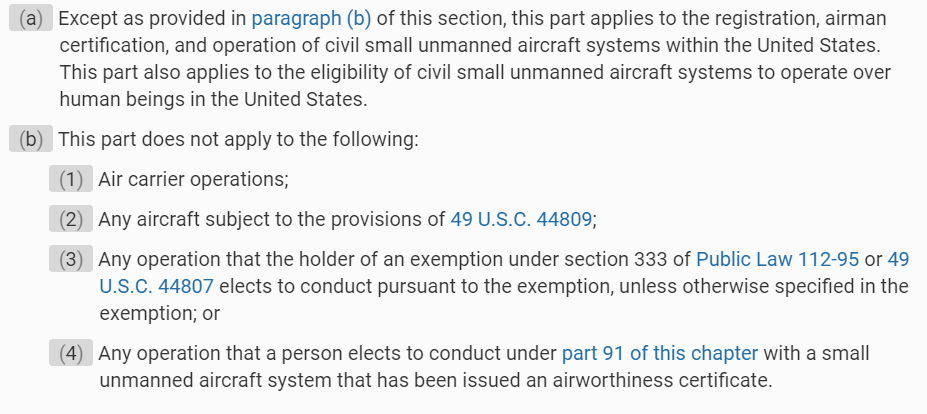 (a) Except as provided in paragraph (b) of this section, this part applies to the registration, airman
certification, and operation of civil small unmanned aircraft systems within the United States.
This part also applies to the eligibility of civil small unmanned aircraft systems to operate over
human beings in the United States.
(b) This part does not apply to the following:
(1) Air carrier operations;
(2) Any aircraft subject to the provisions of 49 U.S.C. 44809;
(3) Any operation that the holder of an exemption under section 333 of Public Law 112-95 or 49
U.S.C. 44807 elects to conduct pursuant to the exemption, unless otherwise specified in the
exemption; or
(4) Any operation that a person elects to conduct under part 91 of this chapter with a small
unmanned aircraft system that has been issued an airworthiness certificate.